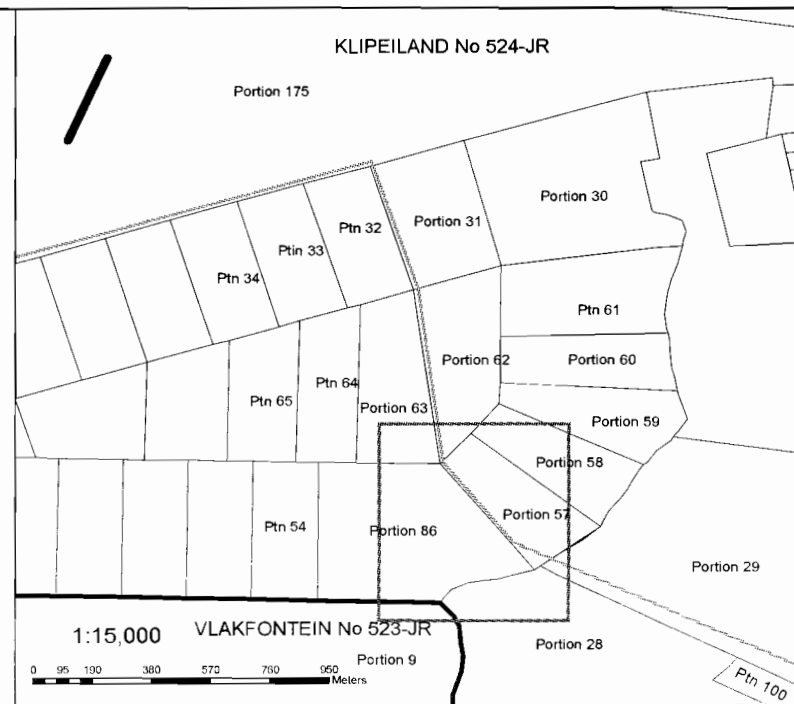 KLIPEILAND No 524-JR
Portion 175
Portion 30
Portion 31
Ptn 32
Ptin 33
Ptn 34
Ptn 61
Portion 62
Portion 60
Ptn 64
Ptn 65
Portion 63
Portion 59
Portion 58
Portion 57
Ptn 54
Portion 86
Portion 29
1:15,000
VLAKFONTEIN No 523-JR
Portion 9
Portion 28
0 95 190 380 570 760 950
Meters
Ptn 100